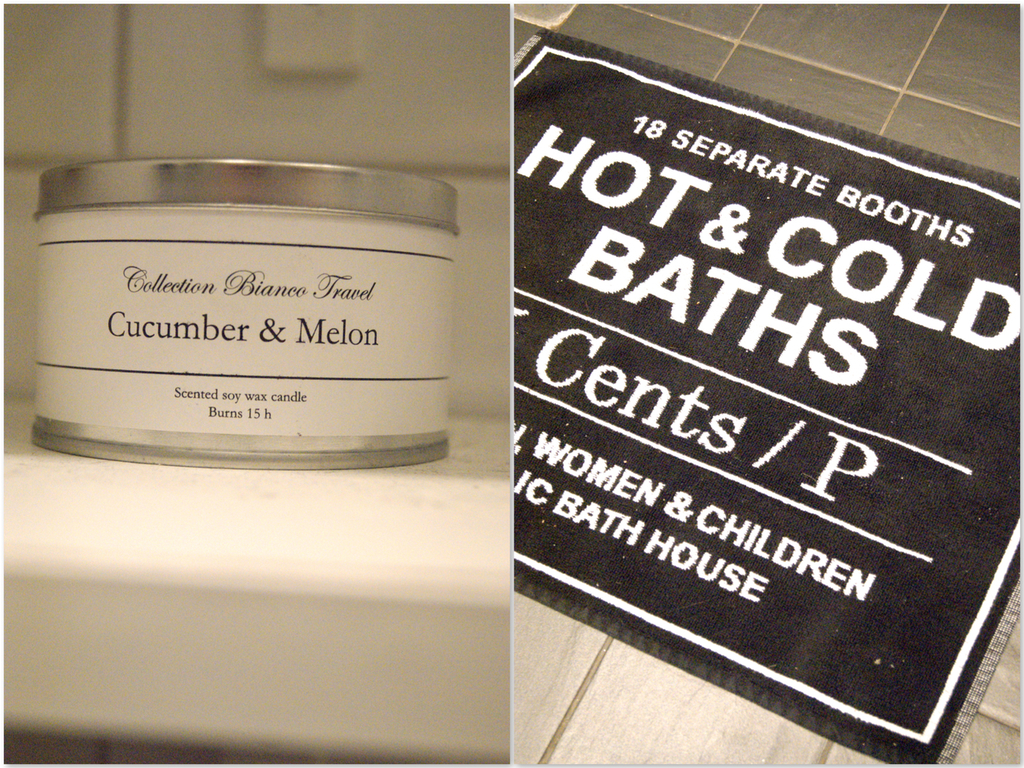 Collection Bianco Travel
Cucumber & Melon
Scented soy wax candle
Burns 15 h
18 SEPARATE BOOTHS
HOT & COLD
BATHS
Cents / P
WOMEN & CHILDREN
BATH HOUSE